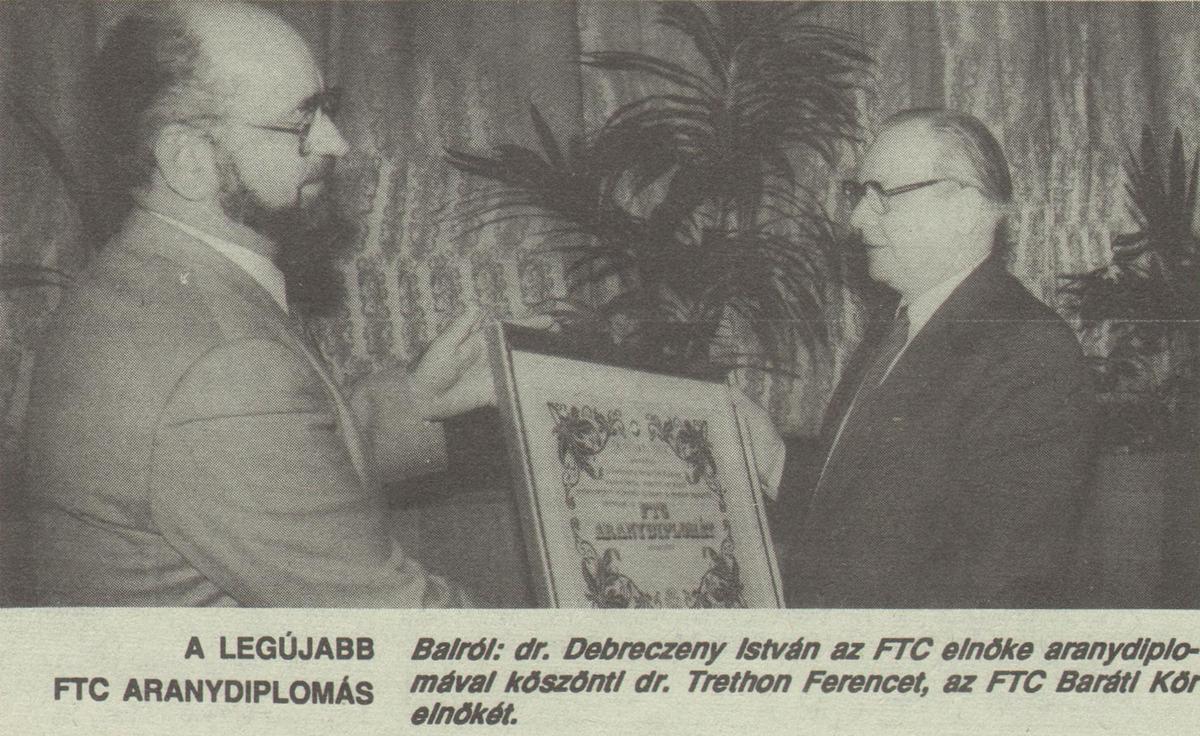 FTC
ARANYDIPLOMÁT
A LEGÚJABB
FTC ARANYDIPLOMÁS
Balról: dr. Debreczeny István az FTC elnöke aranydiplo-
mával köszönti dr. Trethon Ferencet, az FTC Baráti Kör
elnökét.